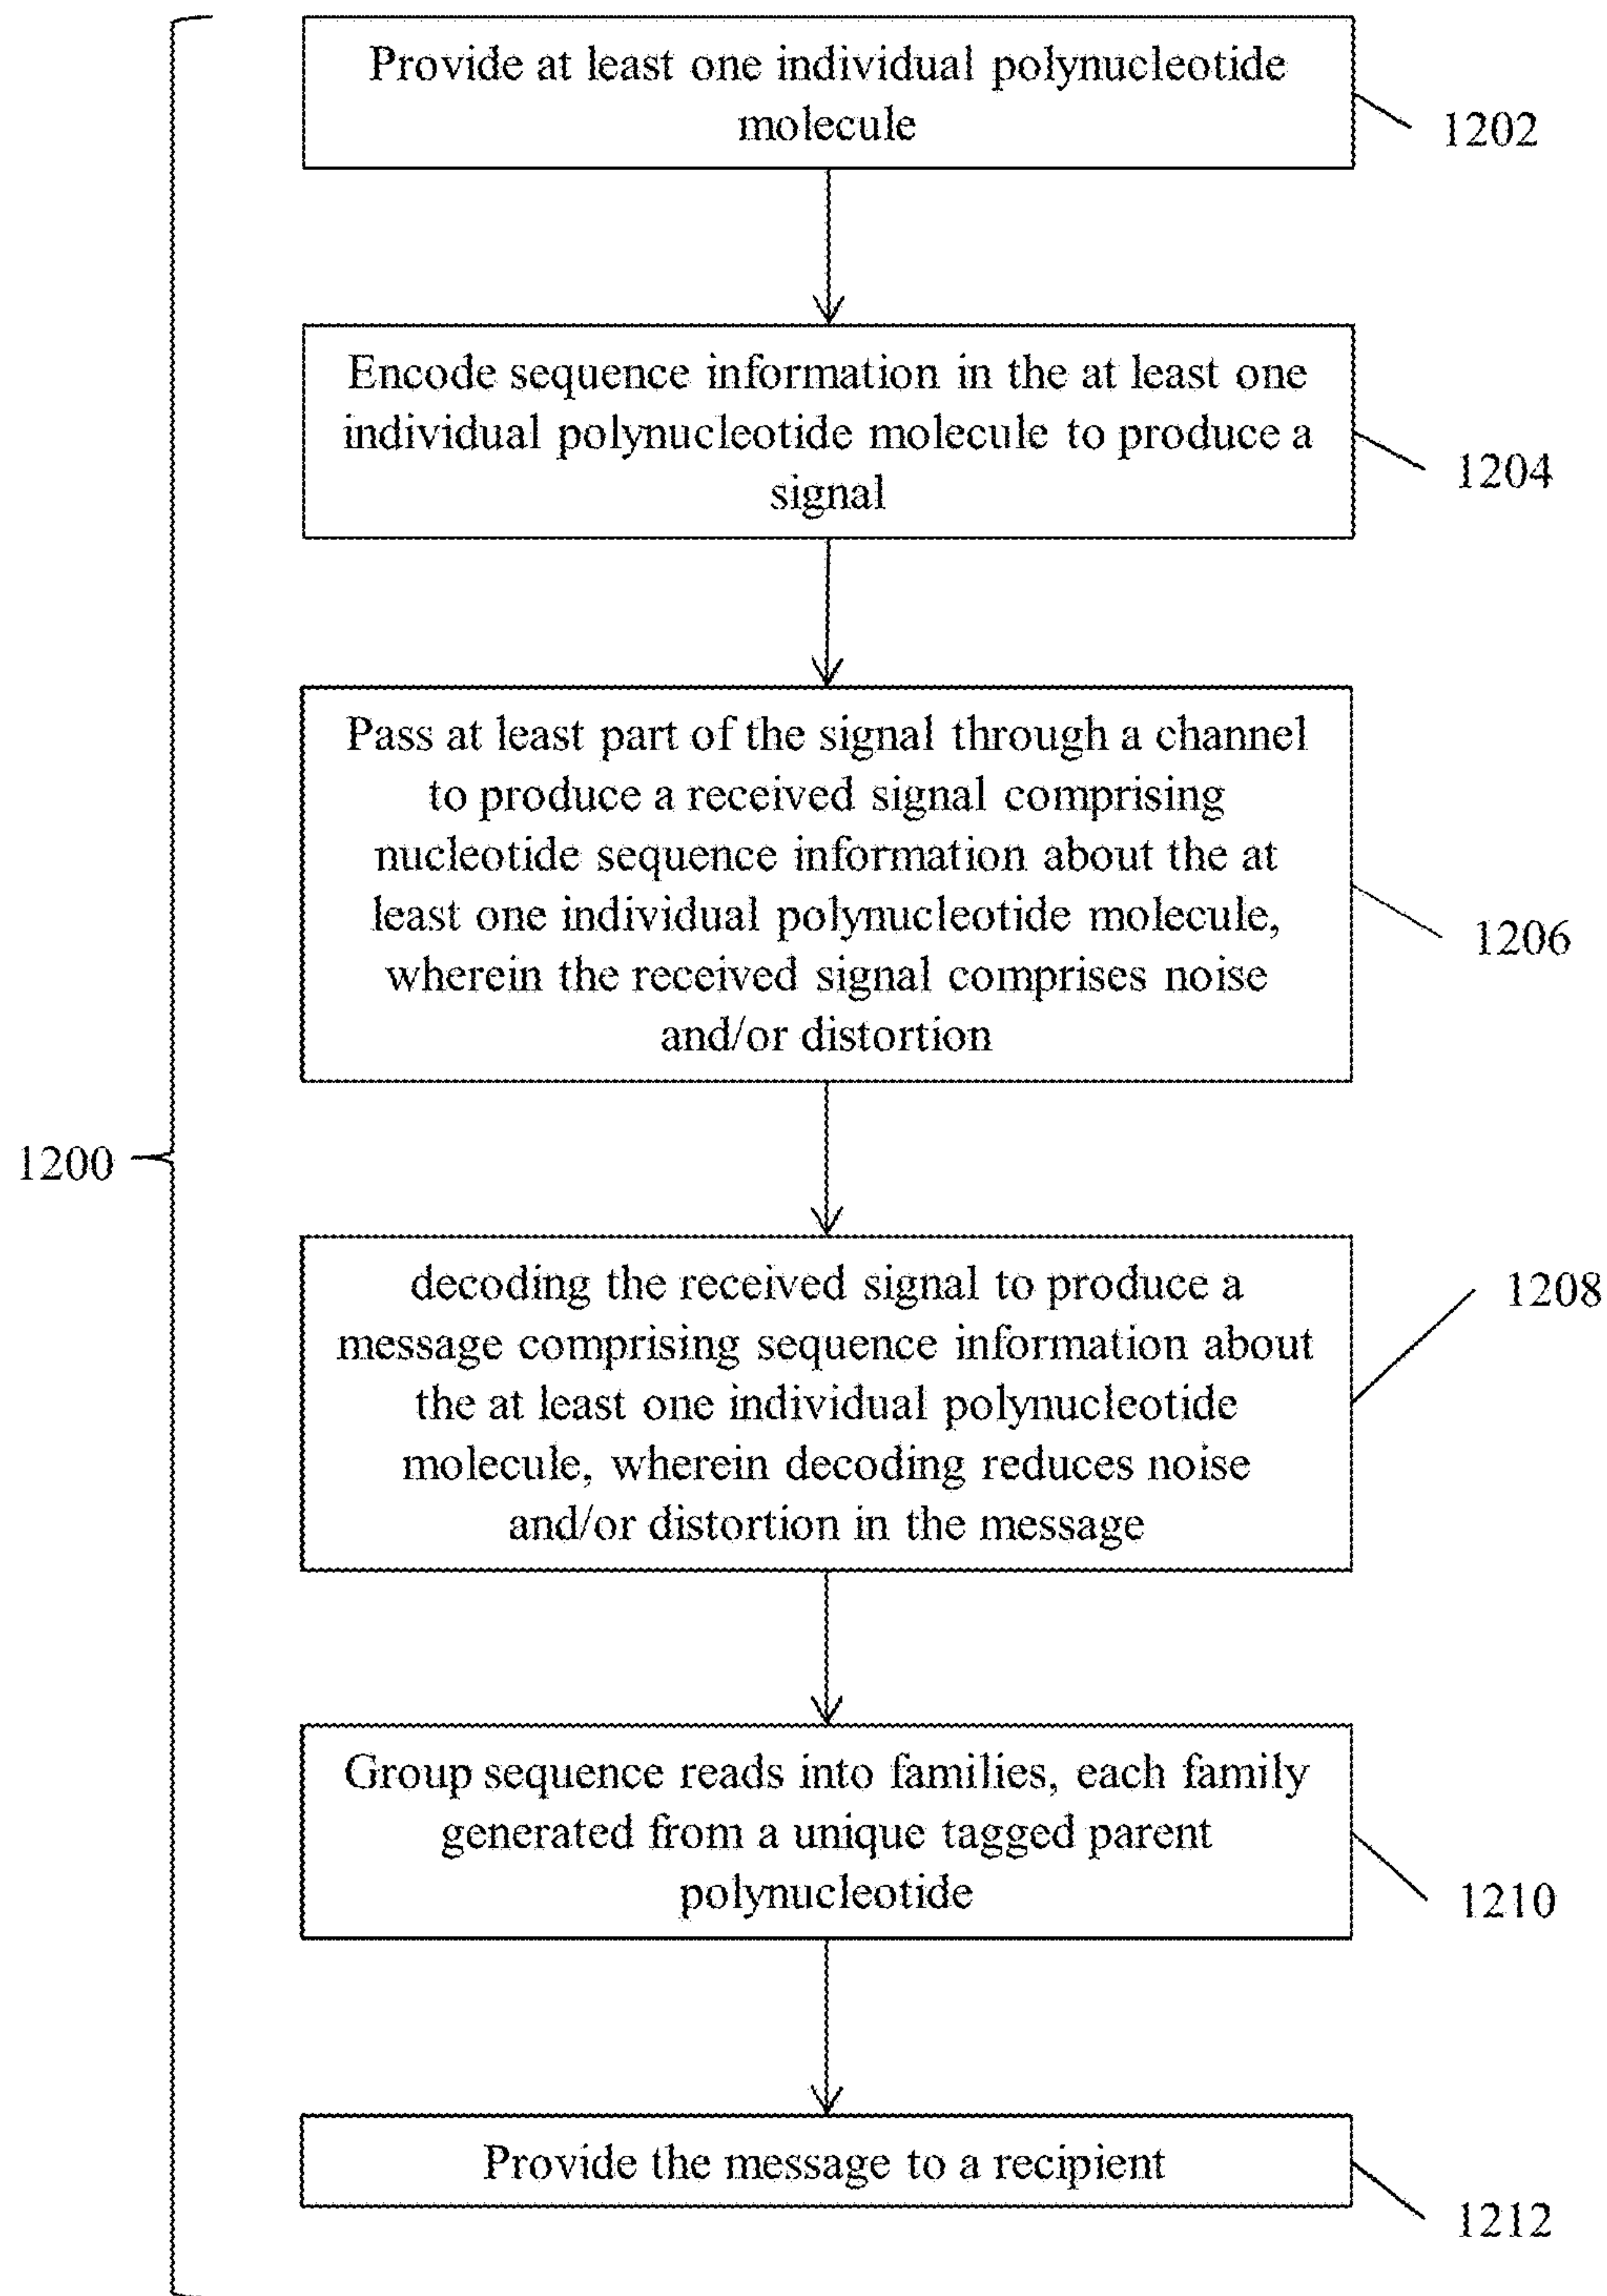 Provide at least one individual polynucleotide
molecule
1202
Encode sequence information in the at least one
individual polynucleotide molecule to produce a
signal
1204
Pass at least part of the signal through a channel
to produce a received signal comprising
nucleotide sequence information about the at
least one individual polynucleotide molecule,
wherein the received signal comprises noise
and/or distortion
1206
1200
decoding the received signal to produce a
message comprising sequence information about
the at least one individual polynucleotide
molecule, wherein decoding reduces noise
and/or distortion in the message
1208
Group sequence reads into families, each family
generated from a unique tagged parent
polynucleotide
1210
Provide the message to a recipient
1212